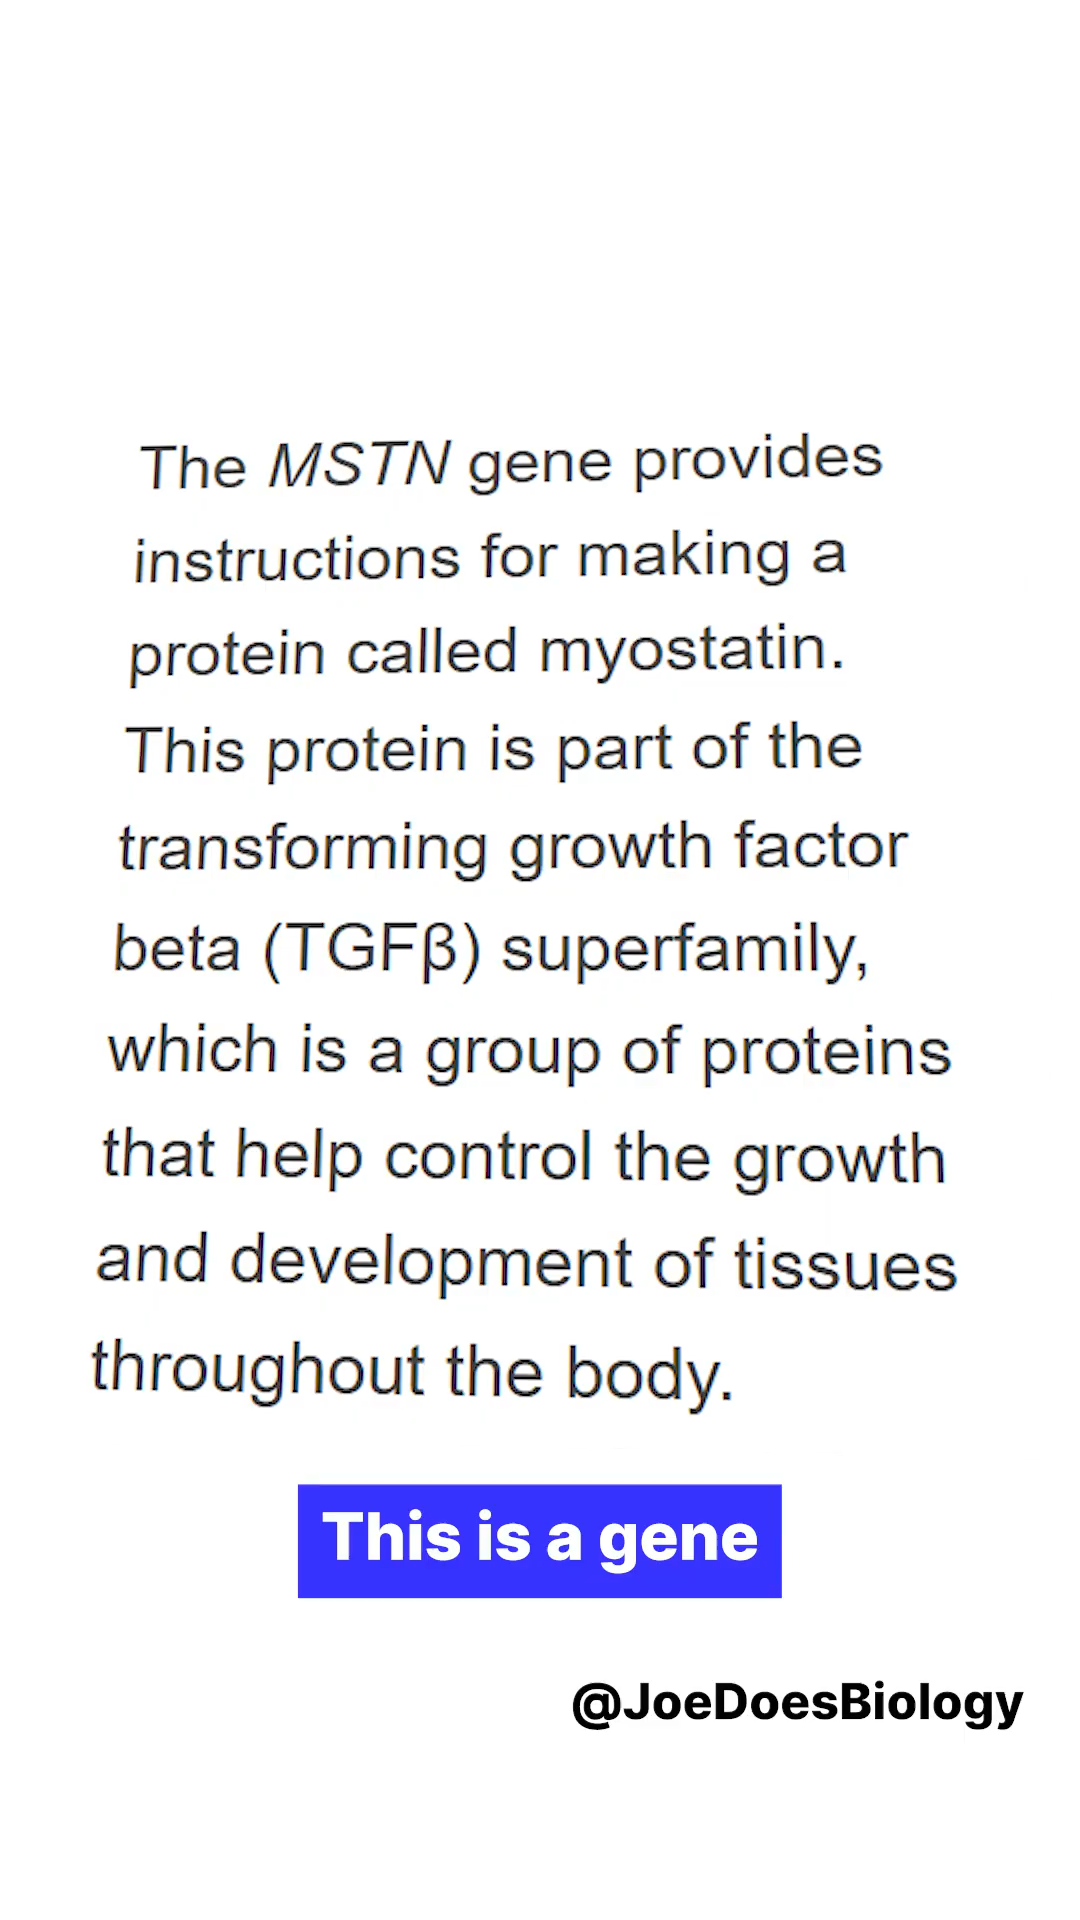 The MSTN gene provides
instructions for making a
protein called myostatin.
This protein is part of the
transforming growth factor
beta (TGFβ) superfamily,
which is a group of proteins
that help control the growth
and development of tissues
throughout the body.
This is a gene
@JoeDoesBiology